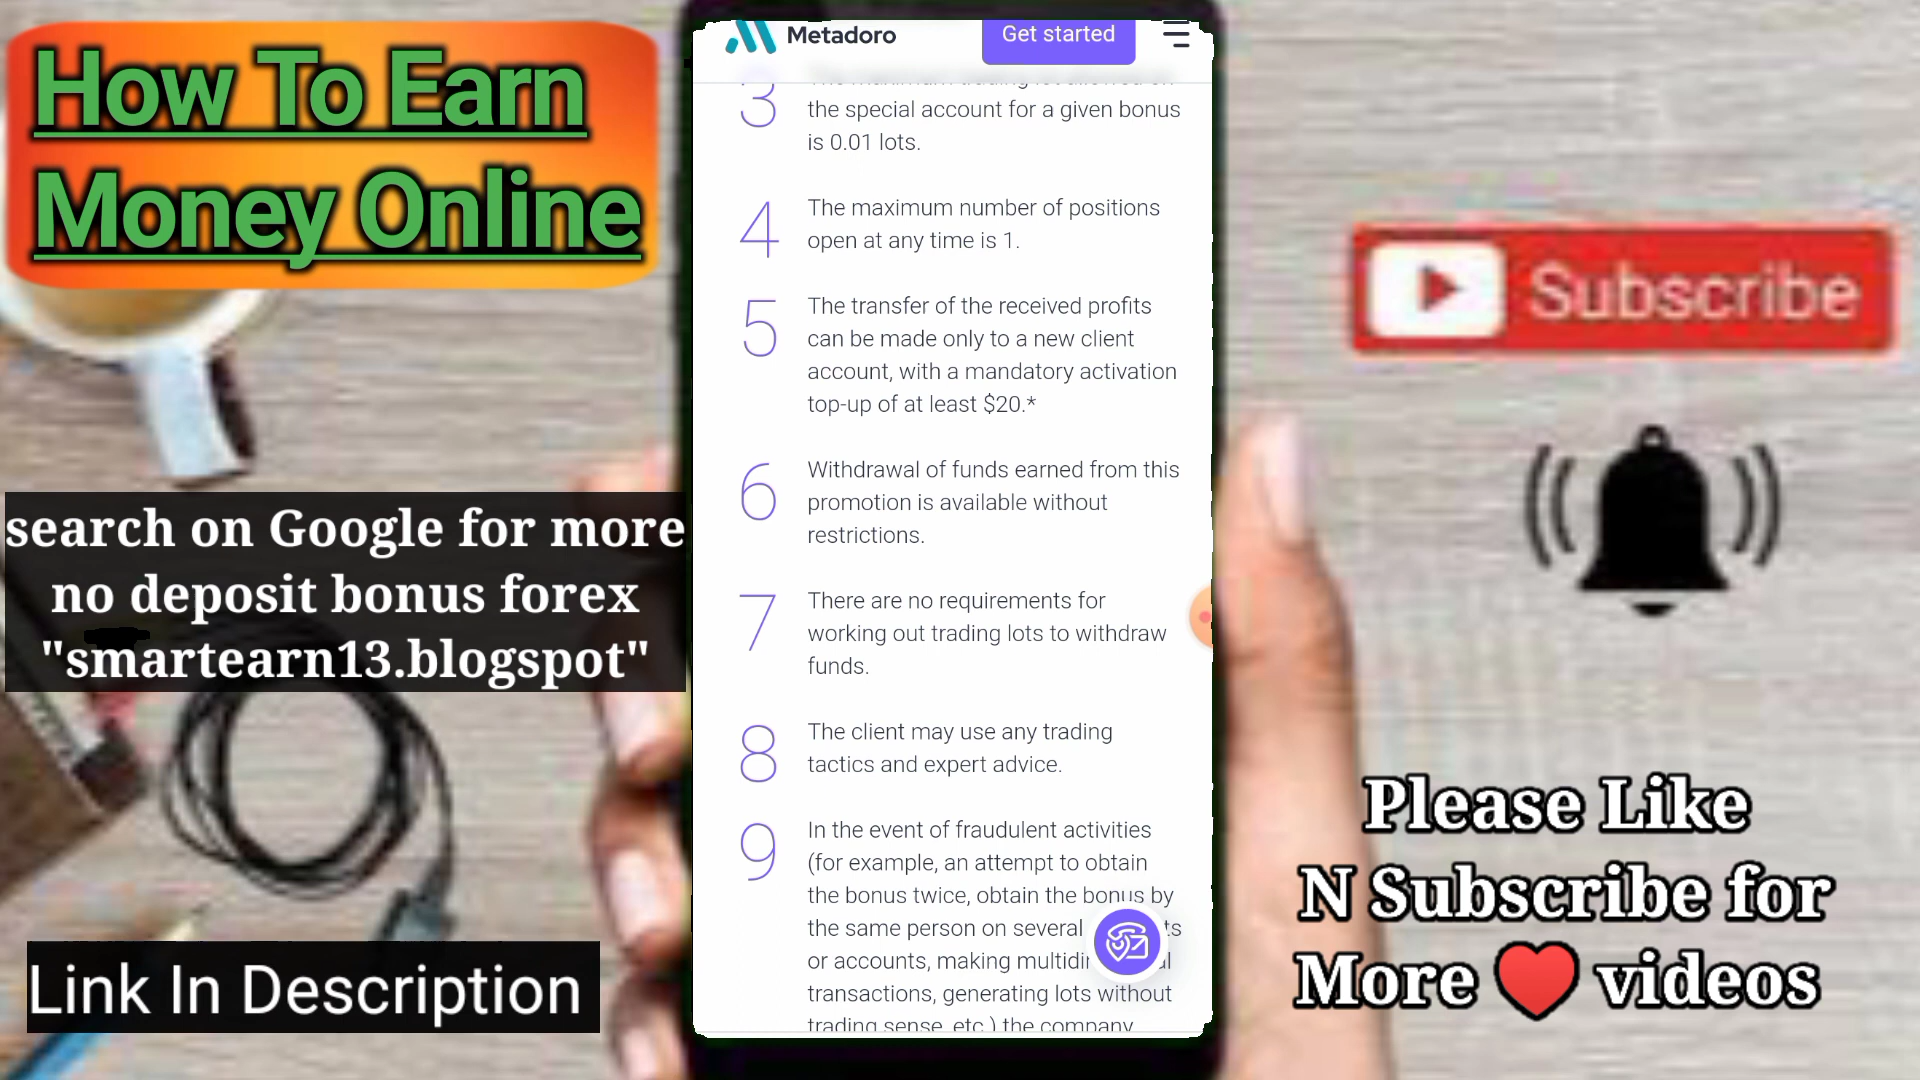 How To Earn
Money Online
search on Google for more
no deposit bonus forex
"smartearn13.blogspot"
Link In Description
Metadoro
Get started
3
the special account for a given bonus
is 0.01 lots.
4
The maximum number of positions
open at any time is 1.
5
The transfer of the received profits
can be made only to a new client
account, with a mandatory activation
top-up of at least $20.*
6
Withdrawal of funds earned from this
promotion is available without
restrictions.
7
There are no requirements for
working out trading lots to withdraw
funds.
8
The client may use any trading
tactics and expert advice.
9
In the event of fraudulent activities
(for example, an attempt to obtain
the bonus twice, obtain the bonus by
the same person on several
or accounts, making
transactions, generating lots without
trading sense, etc.) the company
Subscribe
Please Like
N Subscribe for
More videos